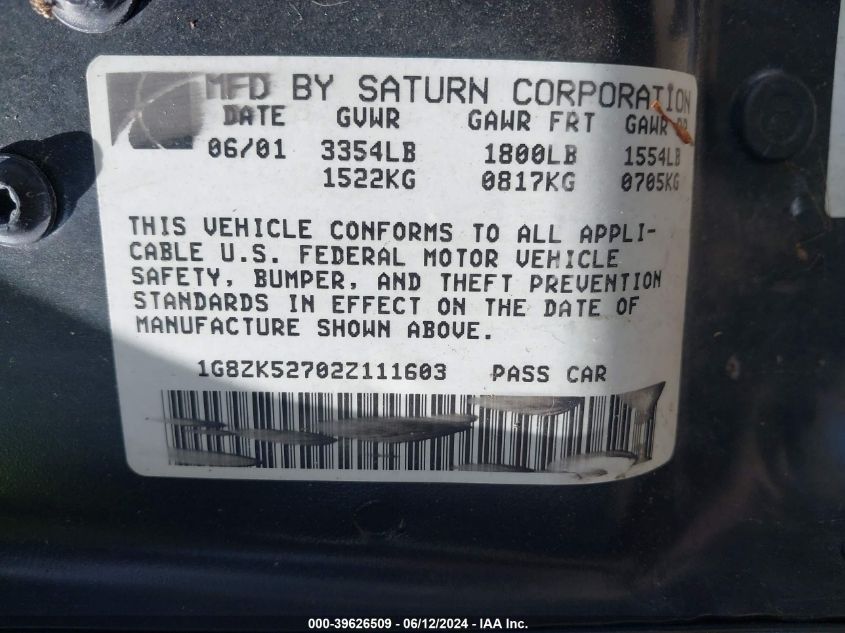 MFD BY SATURN CORPORATION
DATE GVWR GAWR FRT GAWR RR
06/01 3354LB 1800LB 1554LB
1522KG 0817KG 0705KG
THIS VEHICLE CONFORMS TO ALL APPLI-
CABLE U.S. FEDERAL MOTOR VEHICLE
SAFETY, BUMPER, AND THEFT PREVENTION
STANDARDS IN EFFECT ON THE DATE OF
MANUFACTURE SHOWN ABOVE.
1G8ZK52702Z111603 PASS CAR
000-39626509 - 06/12/2024 - IAA Inc.